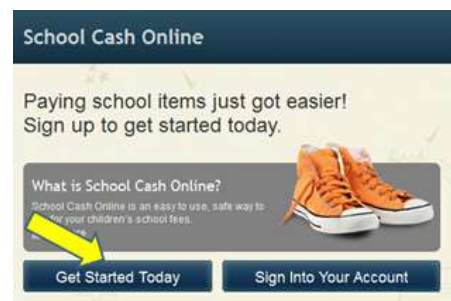 School Cash Online
Paying school items just got easier!
Sign up to get started today.
What is School Cash Online?
School Cash Online is an easy to use, safe way to
for your children's school fees.
Get Started Today
Sign Into Your Account